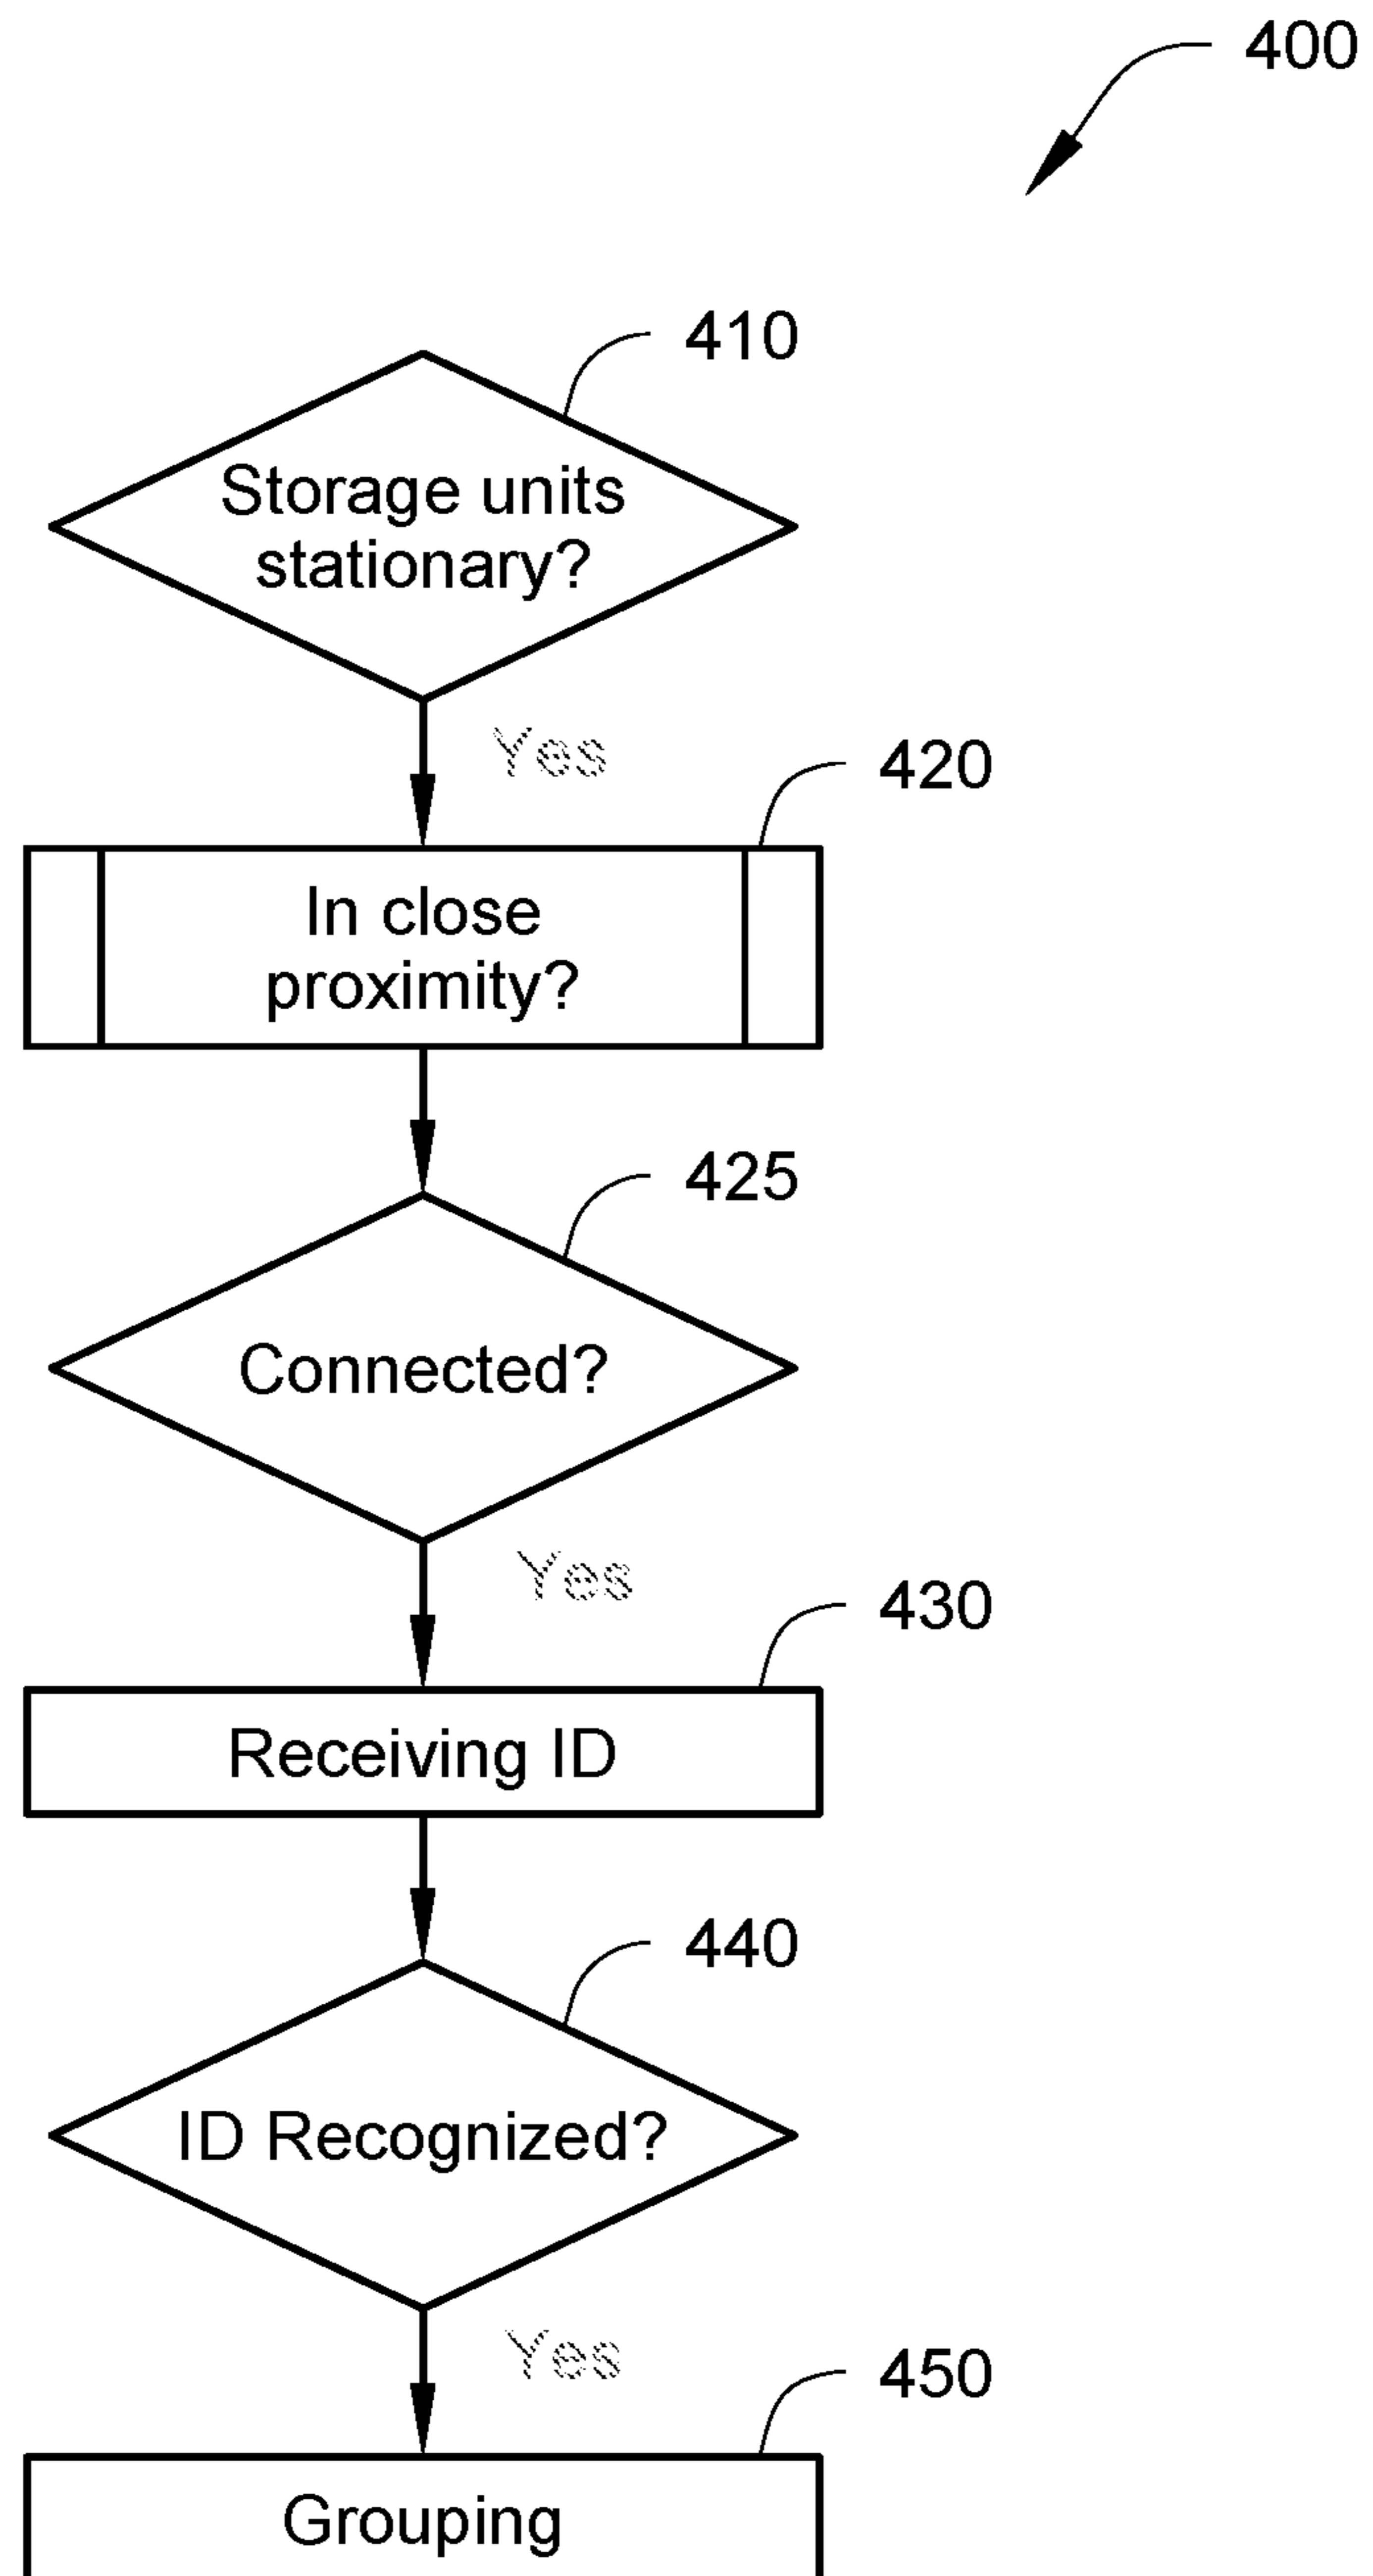 400
410
Storage units
stationary?
Yes
420
In close
proximity?
425
Connected?
Yes
430
Receiving ID
440
ID Recognized?
Yes
450
Grouping